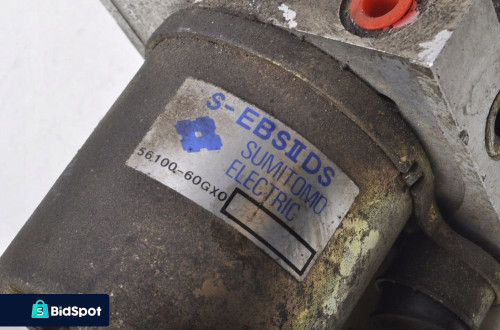 S-EBSⅡDS
SUMITOMO
ELECTRIC
56100-60GX0
BidSpot